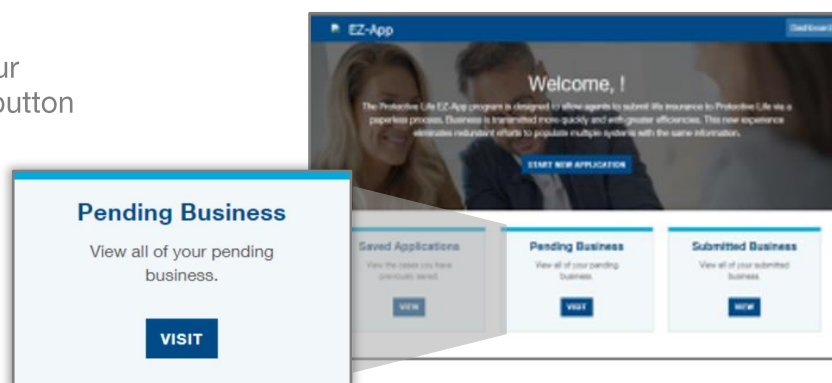 ur
button
EZ-App
Dashboard
Welcome, !
The Protective Life EZ-App program is designed to allow agents to submit life insurance to Protective Life via a
paperless process. Business is transmitted more quickly and with greater efficiencies. This new experience
eliminates redundant efforts to populate multiple systems with the same information.
START NEW APPLICATION
Pending Business
View all of your pending
business.
VISIT
Saved Applications
View the cases you have
previously saved.
VIEW
Pending Business
View all of your pending
business.
VISIT
Submitted Business
View all of your submitted
business.
VIEW